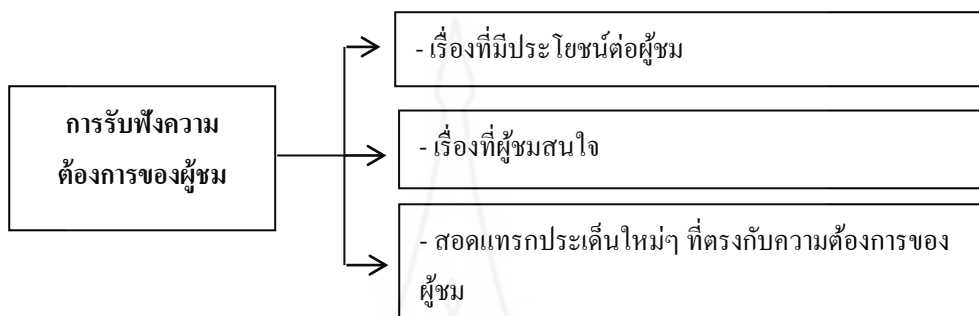 การรับฟังความ
ต้องการของผู้ชม
- เรื่องที่มีประโยชน์ต่อผู้ชม
- เรื่องที่ผู้ชมสนใจ
- สอดแทรกประเด็นใหม่ๆ ที่ตรงกับความต้องการของ
ผู้ชม